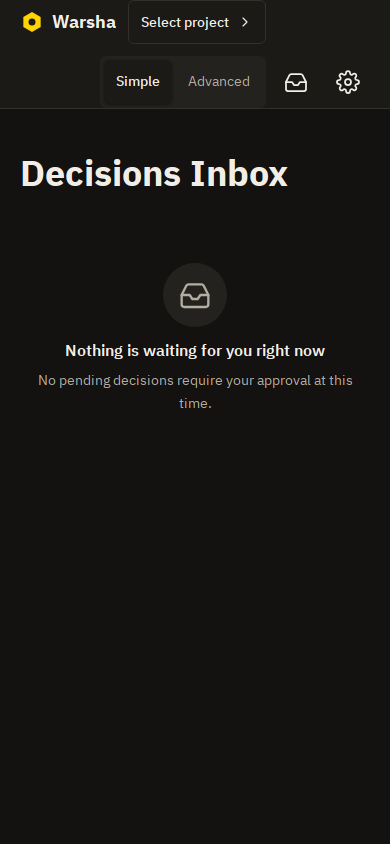 Warsha
Select project
Simple
Advanced
Decisions Inbox
Nothing is waiting for you right now
No pending decisions require your approval at this
time.